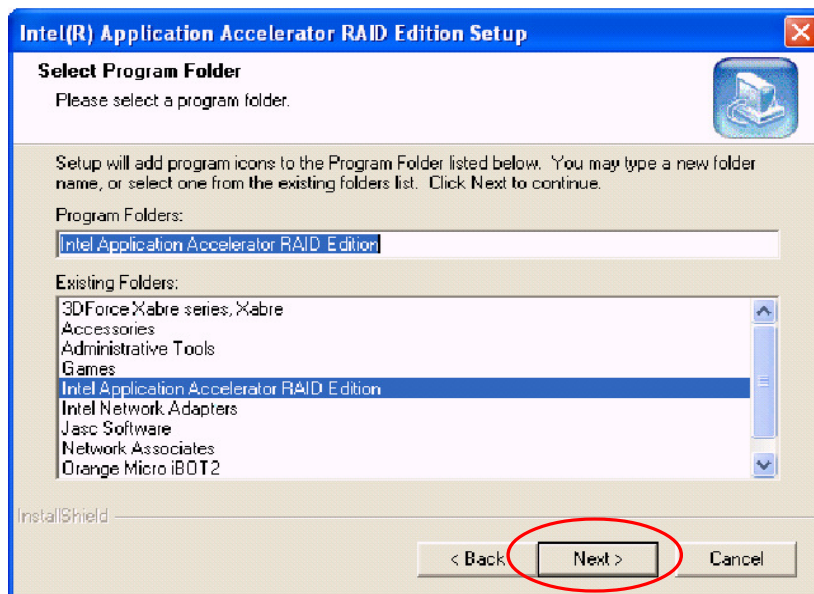 Intel(R) Application Accelerator RAID Edition Setup
Select Program Folder
Please select a program folder.
Setup will add program icons to the Program Folder listed below. You may type a new folder
name, or select one from the existing folders list. Click Next to continue.
Program Folders:
Intel Application Accelerator RAID Edition
Existing Folders:
3DForce Xabre series, Xabre
Accessories
Administrative Tools
Games
Intel Application Accelerator RAID Edition
Intel Network Adapters
Jasc Software
Network Associates
Orange Micro iBOT2
InstallShield
< Back
Next >
Cancel